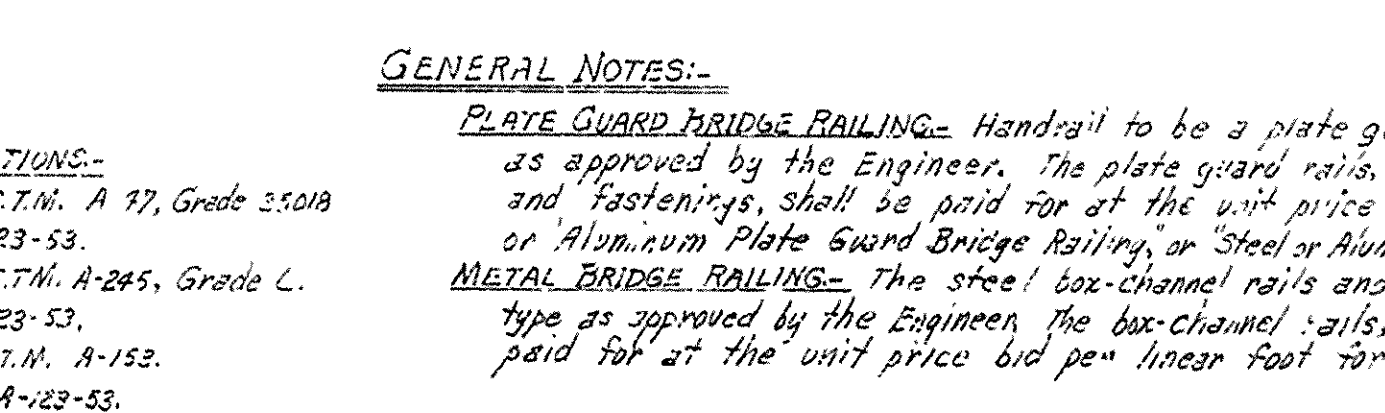 GENERAL NOTES:-
PLATE GUARD BRIDGE RAILING.- Handrail to be a plate g
as approved by the Engineer. The plate guard rails,
and fastenings, shall be paid for at the unit price
or "Aluminum Plate Guard Bridge Railing," or "Steel or Alum
METAL BRIDGE RAILING.- The steel box-channel rails and
type as approved by the Engineer. The box-channel rails,
paid for at the unit price bid per linear foot for
TIONS.-
.T.M. A 27, Grade 35018
23-53.
.T.M. A-245, Grade C.
23-53.
T.M. A-153.
A-123-53.